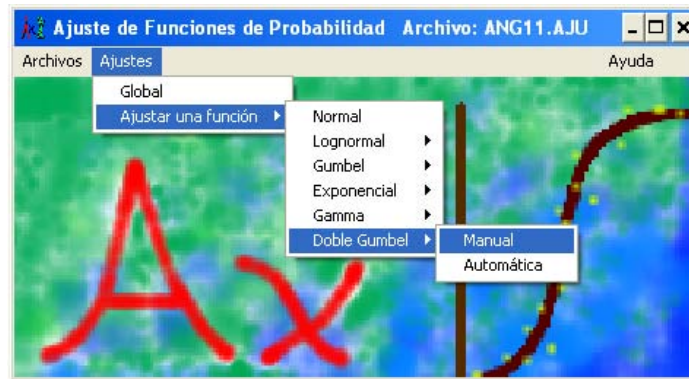 Ajuste de Funciones de Probabilidad Archivo: ANG11.AJU
Archivos Ajustes Ayuda
Global
Ajustar una función
Normal
Lognormal
Gumbel
Exponencial
Gamma
Doble Gumbel
Manual
Automática
Ax